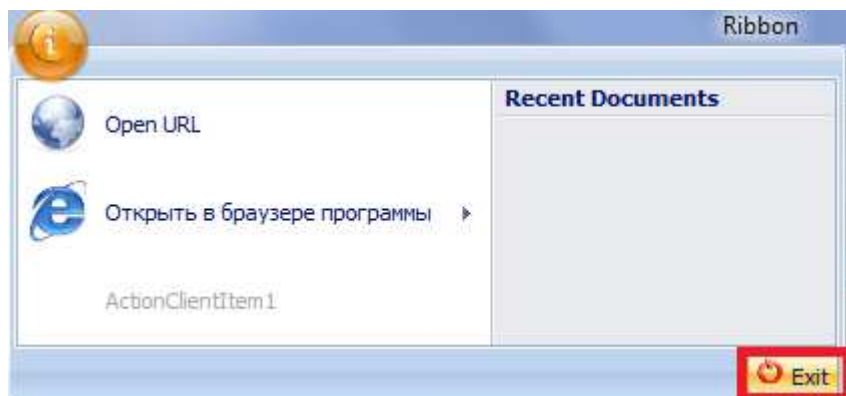 Ribbon
Open URL
Recent Documents
Открыть в браузере программы
ActionClientItem1
Exit